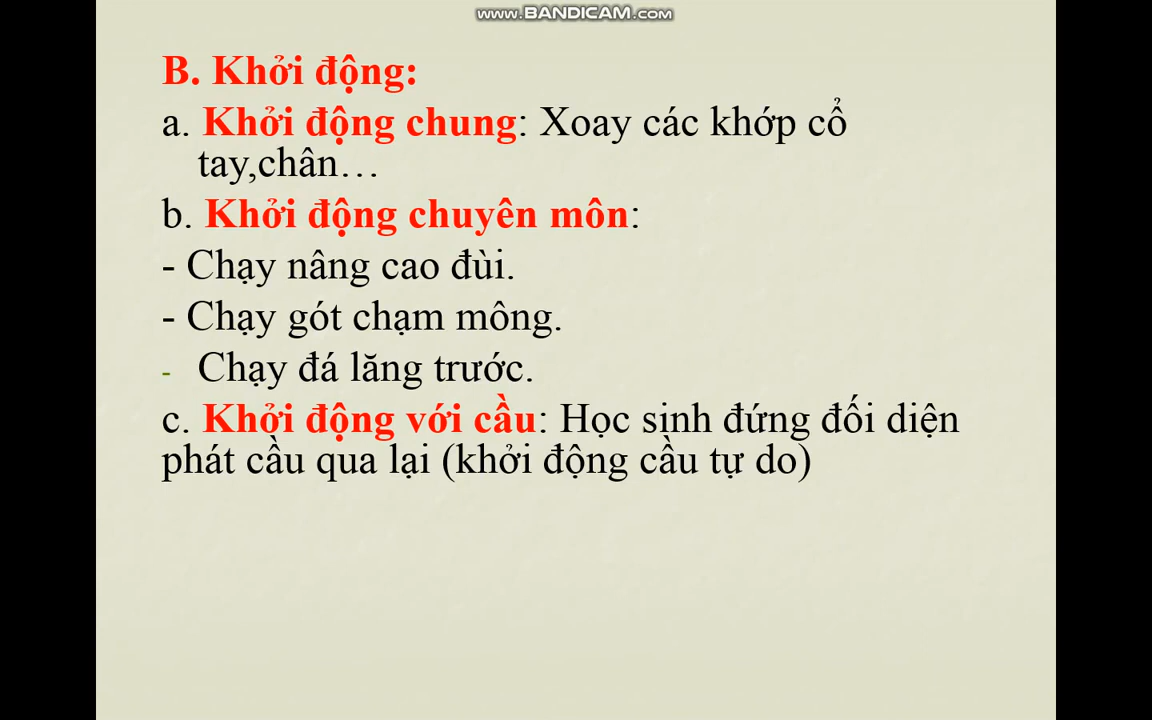 www.BANDICAM.com
B. Khởi động:
a. Khởi động chung: Xoay các khớp cổ
tay,chân…
b. Khởi động chuyên môn:
- Chạy nâng cao đùi.
- Chạy gót chạm mông.
- Chạy đá lăng trước.
c. Khởi động với cầu: Học sinh đứng đối diện
phát cầu qua lại (khởi động cầu tự do)